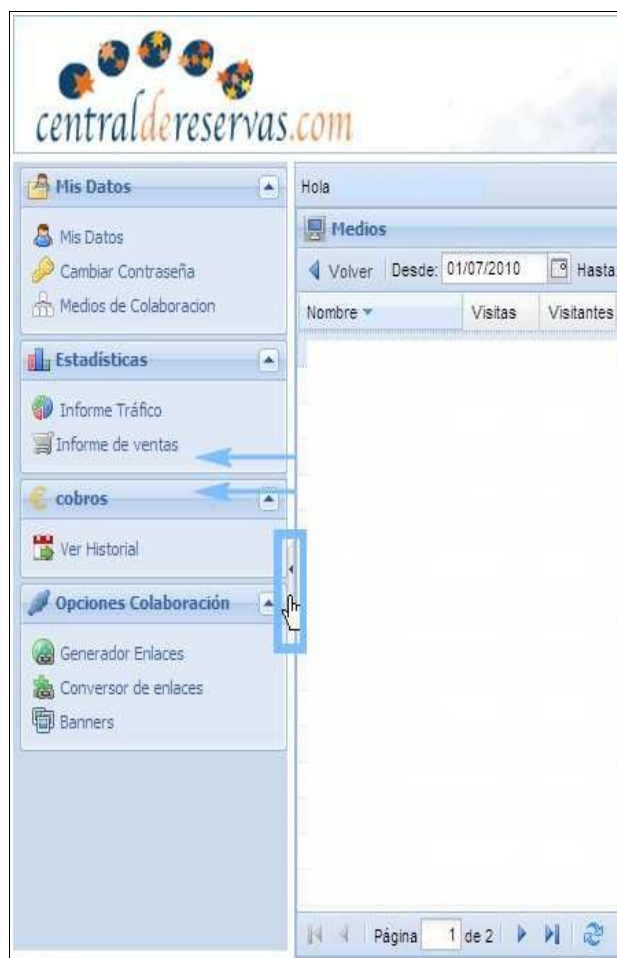 centraldereservas.com
Mis Datos
Mis Datos
Cambiar Contraseña
Medios de Colaboracion
Estadísticas
Informe Tráfico
Informe de ventas
cobros
Ver Historial
Opciones Colaboración
Generador Enlaces
Conversor de enlaces
Banners
Hola
Medios
Volver Desde: 01/07/2010 Hasta:
Nombre Visitas Visitantes
Página 1 de 2